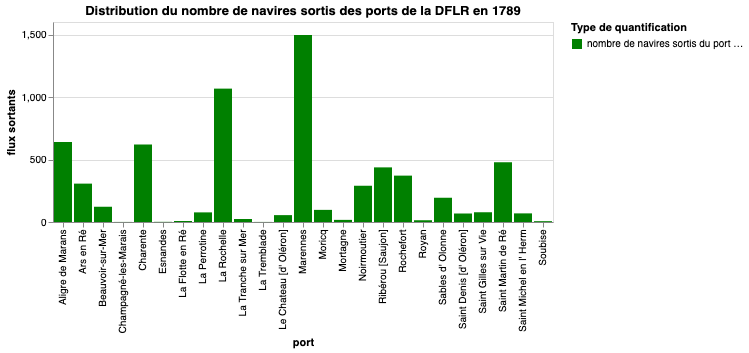 Distribution du nombre de navires sortis des ports de la DFLR en 1789
Type de quantification
nombre de navires sortis du port …
flux sortants
1,500
1,000
500
0
Aligre de Marans
Ars en Ré
Beauvoir-sur-Mer
Champagné-les-Marais
Charente
Esnandes
La Flotte en Ré
La Perrotine
La Rochelle
La Tranche sur Mer
La Tremblade
Le Chateau [d' Oléron]
Marennes
Moricq
Mortagne
Noirmoutier
Ribérou [Saujon]
Rochefort
Royan
Sables d' Olonne
Saint Denis [d' Oléron]
Saint Gilles sur Vie
Saint Martin de Ré
Saint Michel en l' Herm
Soubise
port